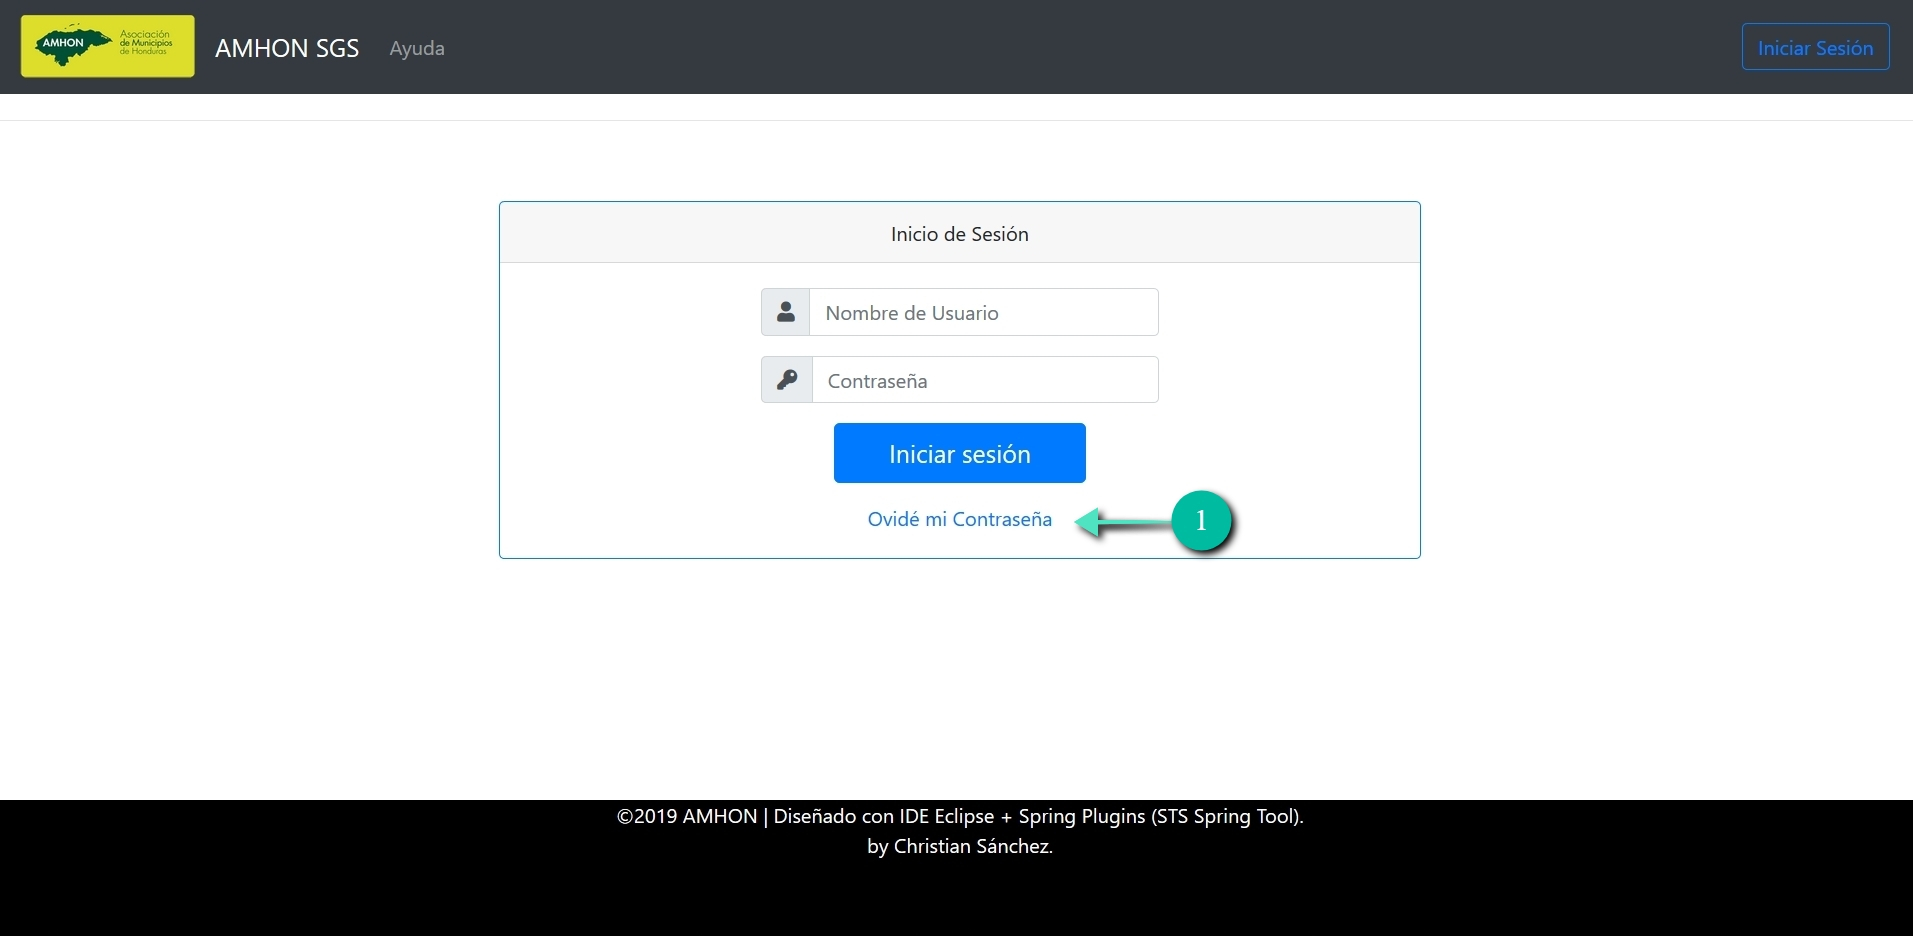 AMHON
Asociación
de Municipios
de Honduras
AMHON SGS
Ayuda
Iniciar Sesión
Inicio de Sesión
Nombre de Usuario
Contraseña
Iniciar sesión
Ovidé mi Contraseña
1
©2019 AMHON | Diseñado con IDE Eclipse + Spring Plugins (STS Spring Tool).
by Christian Sánchez.